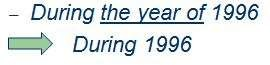 – During the year of 1996
During 1996